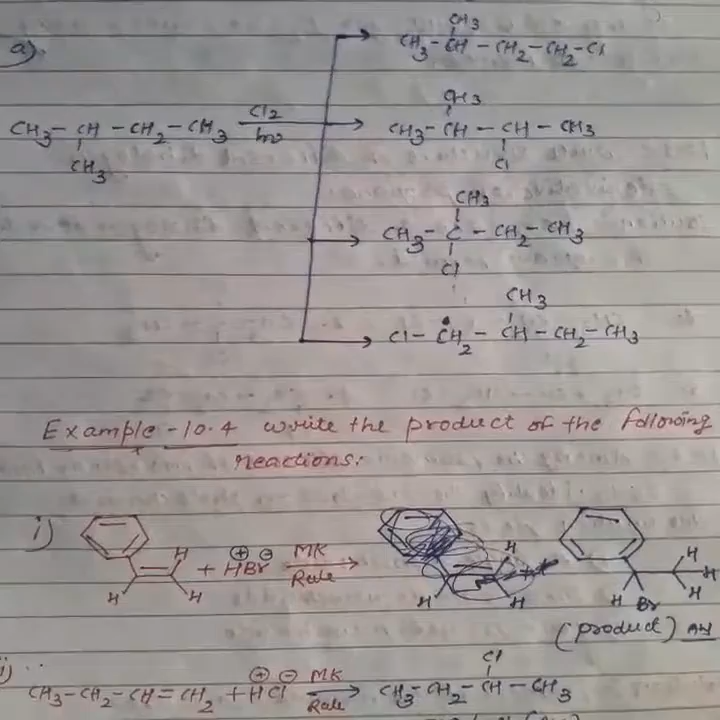 a).
CH3
CH3-CH-CH2-CH2-Cl
CH3
CH3-CH-CH2-CH3 Cl2 CH3-CH-CH-CH3
hν Cl
CH3
CH3
CH3-C-CH2-CH3
Cl
CH3
Cl-CH2-CH-CH2-CH3
Example-10.4 write the product of the following
reactions:
i) H H + HBr MK H H
⊕ ⊖ Rule
H H H H H Br H H H
(product) Ans
ii) Cl
⊕ ⊖ MK
CH3-CH2-CH=CH2 + HCl → CH3-CH2-CH-CH3
Rule